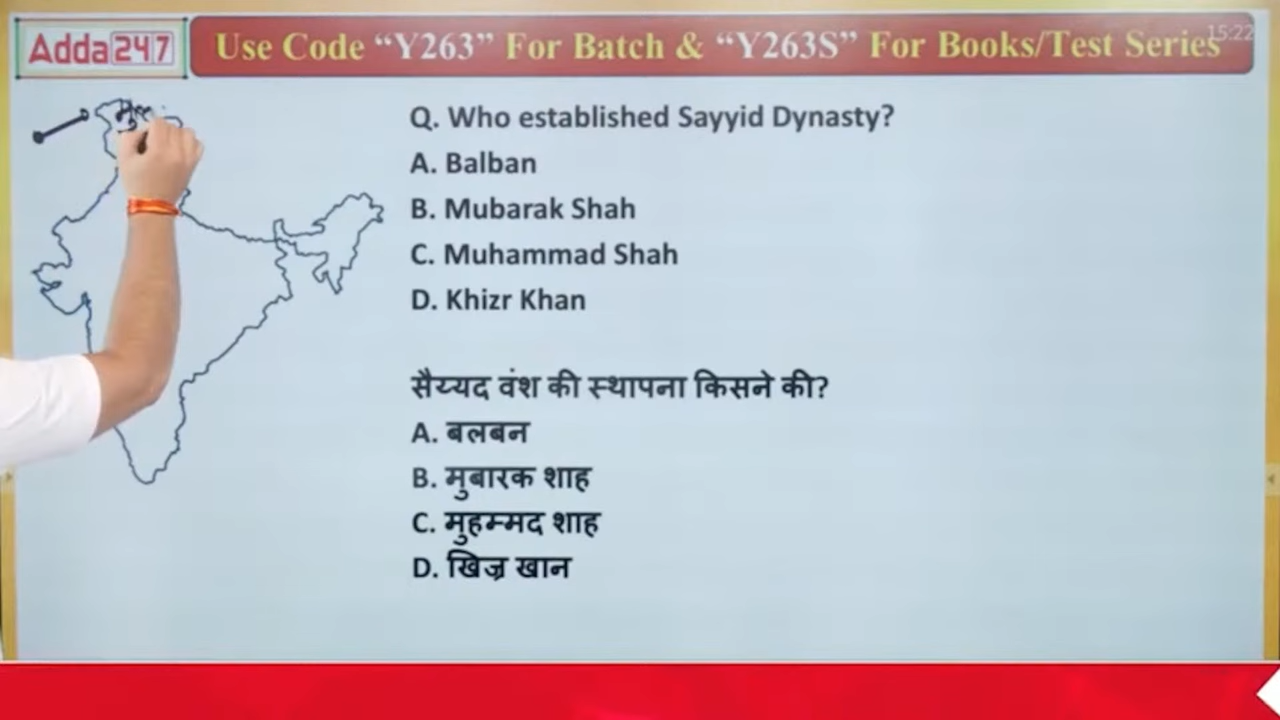 Adda247
Use Code “Y263” For Batch & “Y263S” For Books/Test Series
15:22
Q. Who established Sayyid Dynasty?
A. Balban
B. Mubarak Shah
C. Muhammad Shah
D. Khizr Khan
सैय्यद वंश की स्थापना किसने की?
A. बलबन
B. मुबारक शाह
C. मुहम्मद शाह
D. खिज्र खान